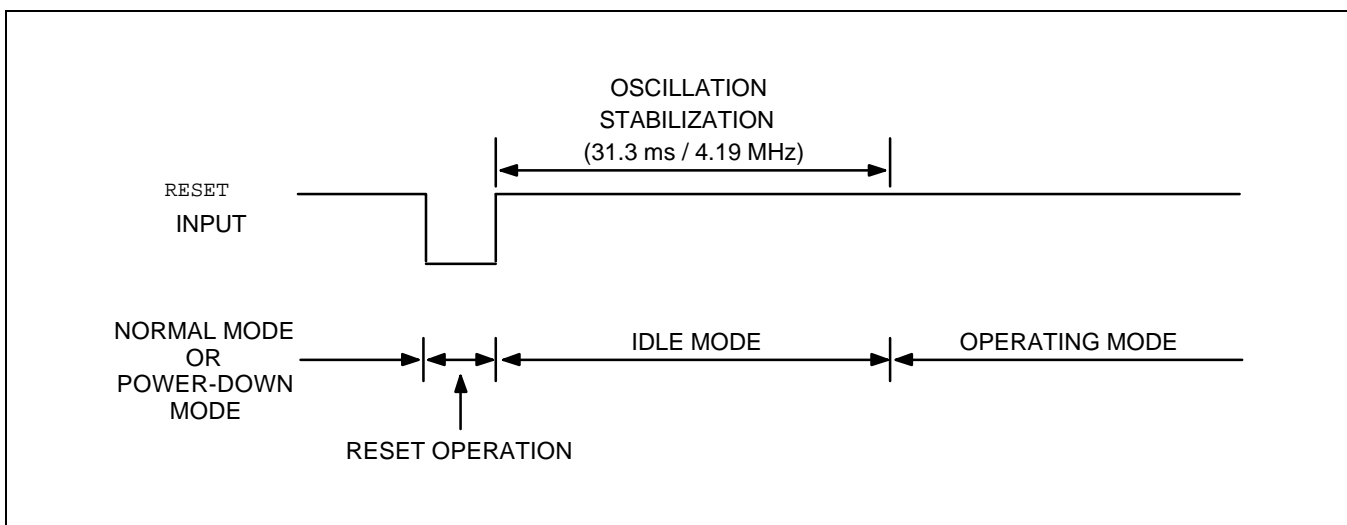 OSCILLATION
STABILIZATION
(31.3 ms / 4.19 MHz)
RESET
INPUT
NORMAL MODE
OR
POWER-DOWN
MODE
IDLE MODE
OPERATING MODE
RESET OPERATION